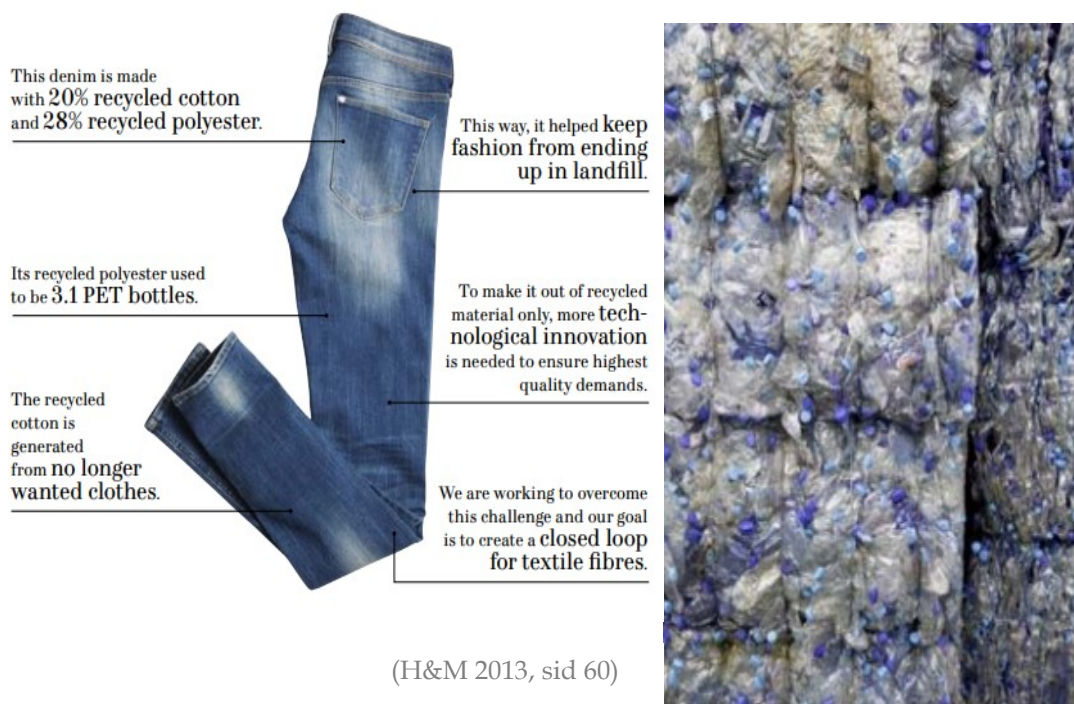 This denim is made
with 20% recycled cotton
and 28% recycled polyester.
Its recycled polyester used
to be 3.1 PET bottles.
The recycled
cotton is
generated
from no longer
wanted clothes.
This way, it helped keep
fashion from ending
up in landfill.
To make it out of recycled
material only, more tech-
nological innovation
is needed to ensure highest
quality demands.
We are working to overcome
this challenge and our goal
is to create a closed loop
for textile fibres.
(H&M 2013, sid 60)